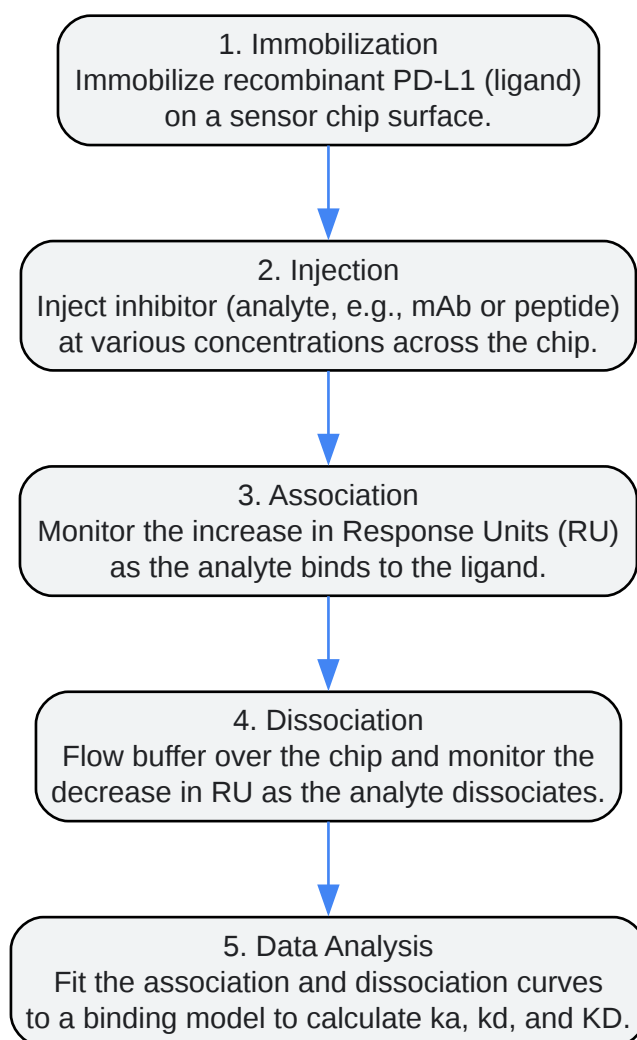 1. Immobilization
Immobilize recombinant PD-L1 (ligand)
on a sensor chip surface.
2. Injection
Inject inhibitor (analyte, e.g., mAb or peptide)
at various concentrations across the chip.
3. Association
Monitor the increase in Response Units (RU)
as the analyte binds to the ligand.
4. Dissociation
Flow buffer over the chip and monitor the
decrease in RU as the analyte dissociates.
5. Data Analysis
Fit the association and dissociation curves
to a binding model to calculate ka, kd, and KD.